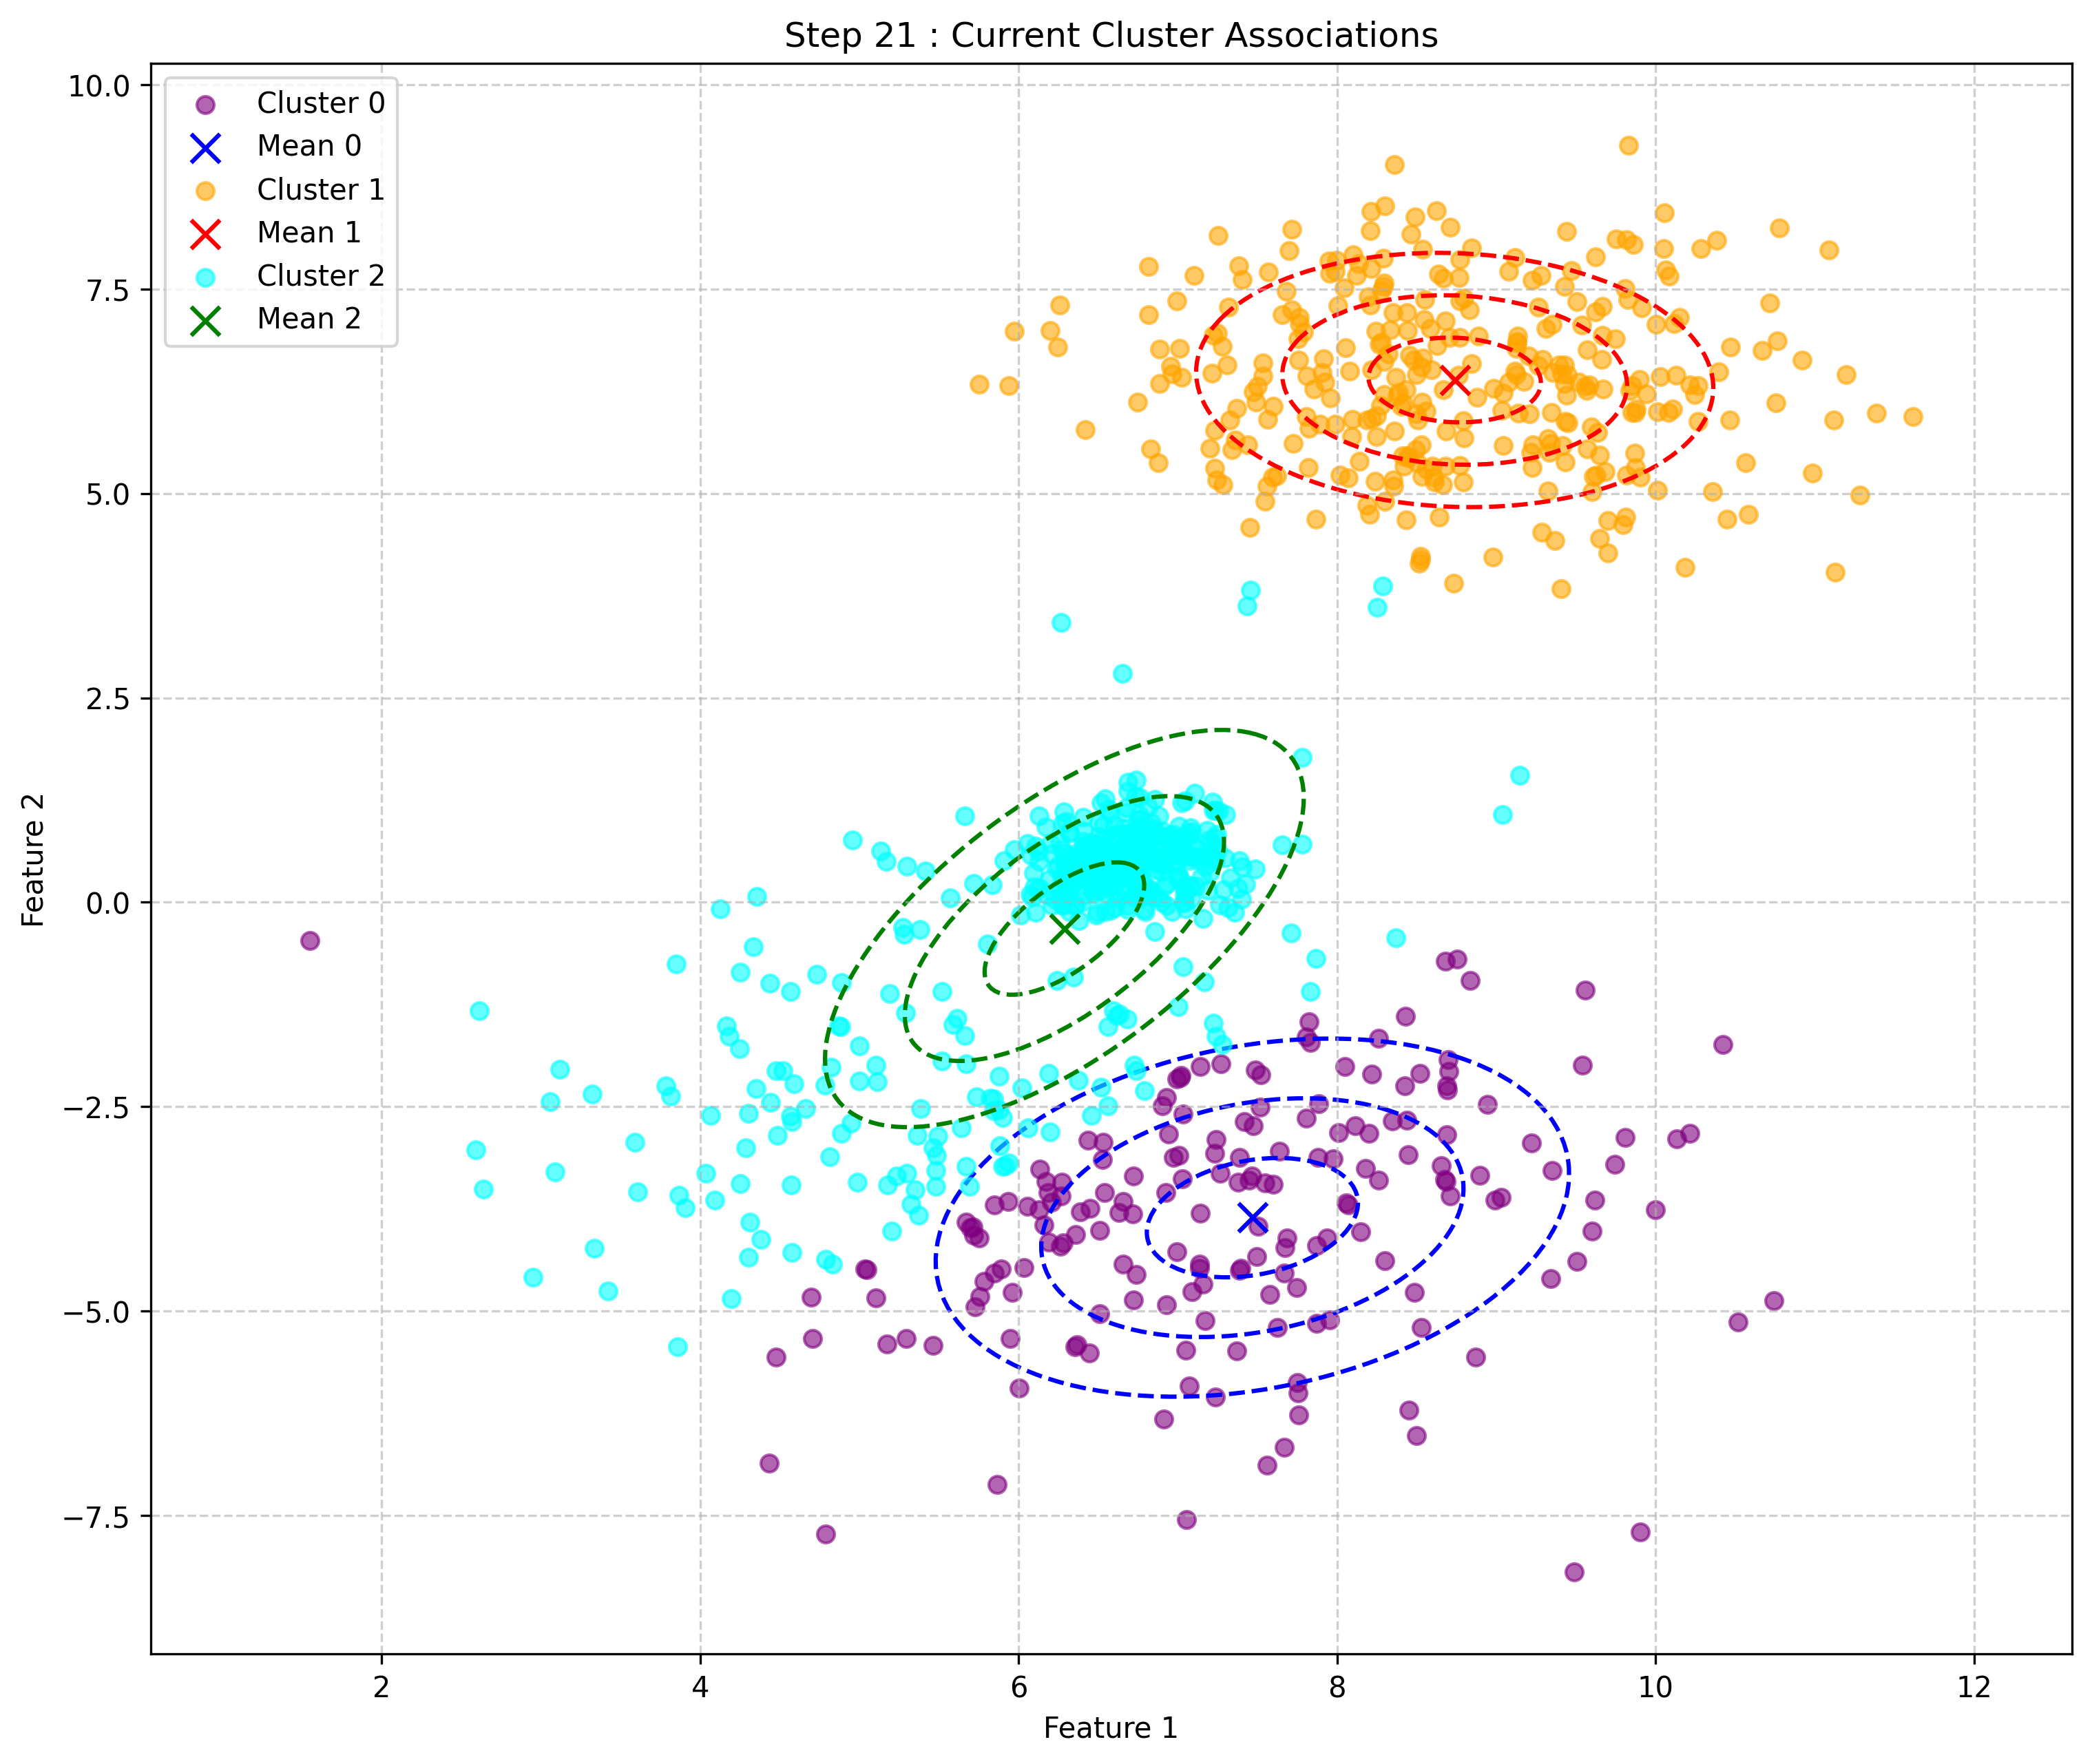 Step 21 : Current Cluster Associations
Cluster 0
Mean 0
Cluster 1
Mean 1
Cluster 2
Mean 2
10.0
7.5
5.0
2.5
0.0
−2.5
−5.0
−7.5
Feature 2
2
4
6
8
10
12
Feature 1